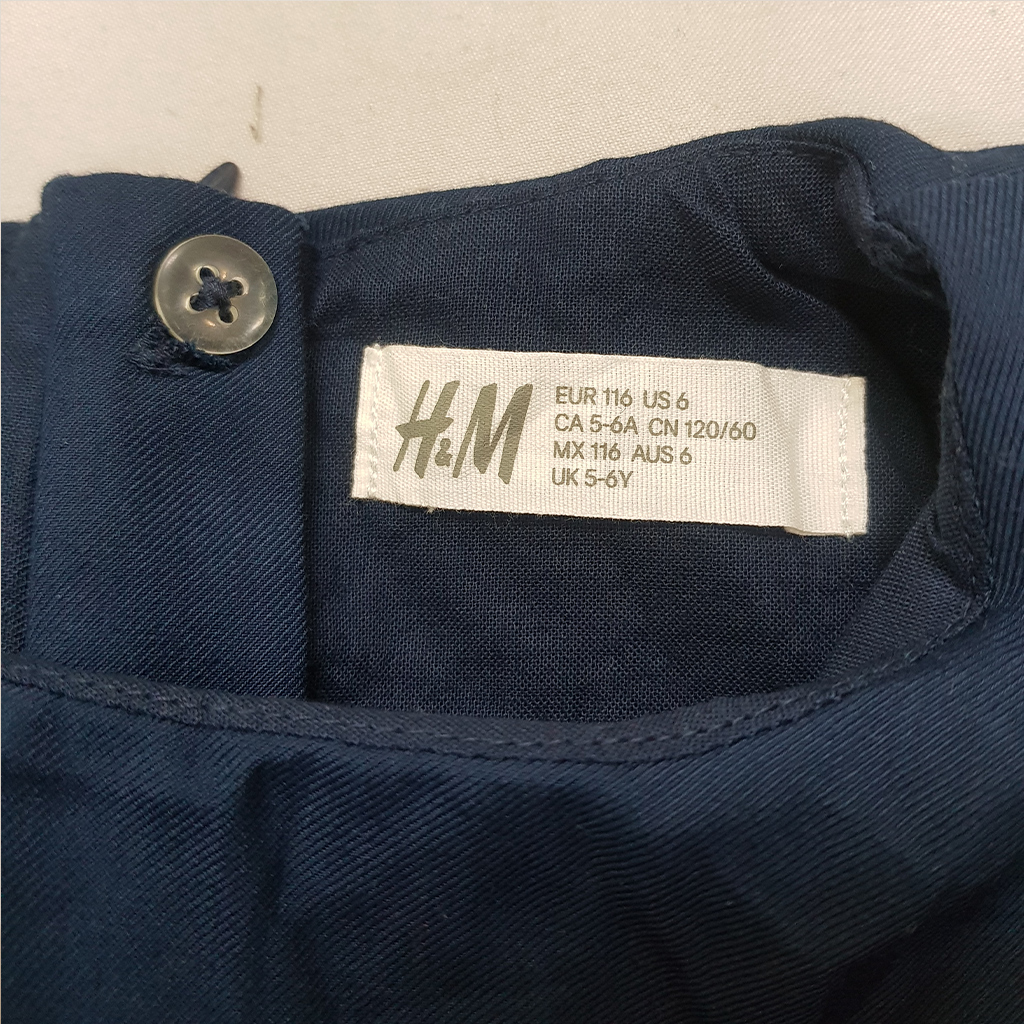 H&M
EUR 116 US 6
CA 5-6A CN 120/60
MX 116 AUS 6
UK 5-6Y